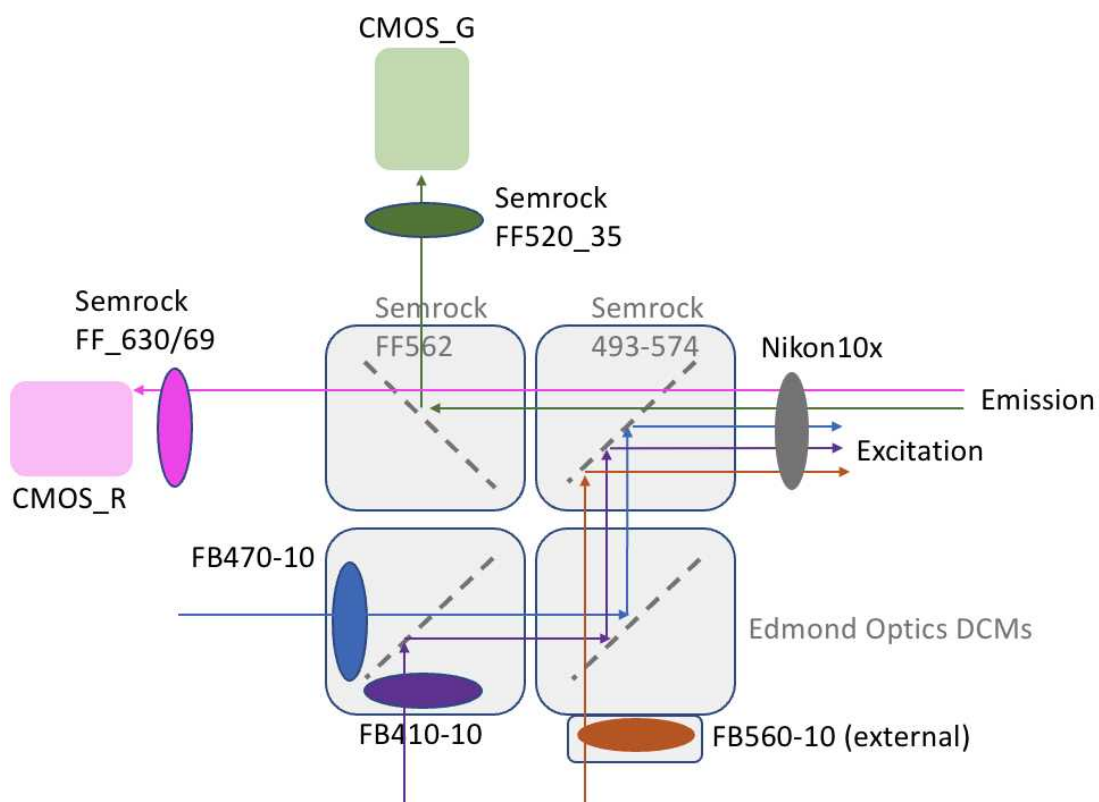 CMOS_G
Semrock
FF520_35
Semrock
FF_630/69
Semrock
FF562
Semrock
493-574
Nikon10x
Emission
Excitation
CMOS_R
FB470-10
Edmond Optics DCMs
FB410-10
FB560-10 (external)